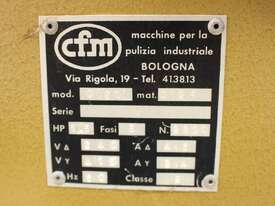 cfm
macchine per la
pulizia industriale
BOLOGNA
Via Rigola, 19 - Tel. 413813
mod. mat.
Serie
HP Fasi N.
V Δ A Δ
V Y A Y
Hz Classe